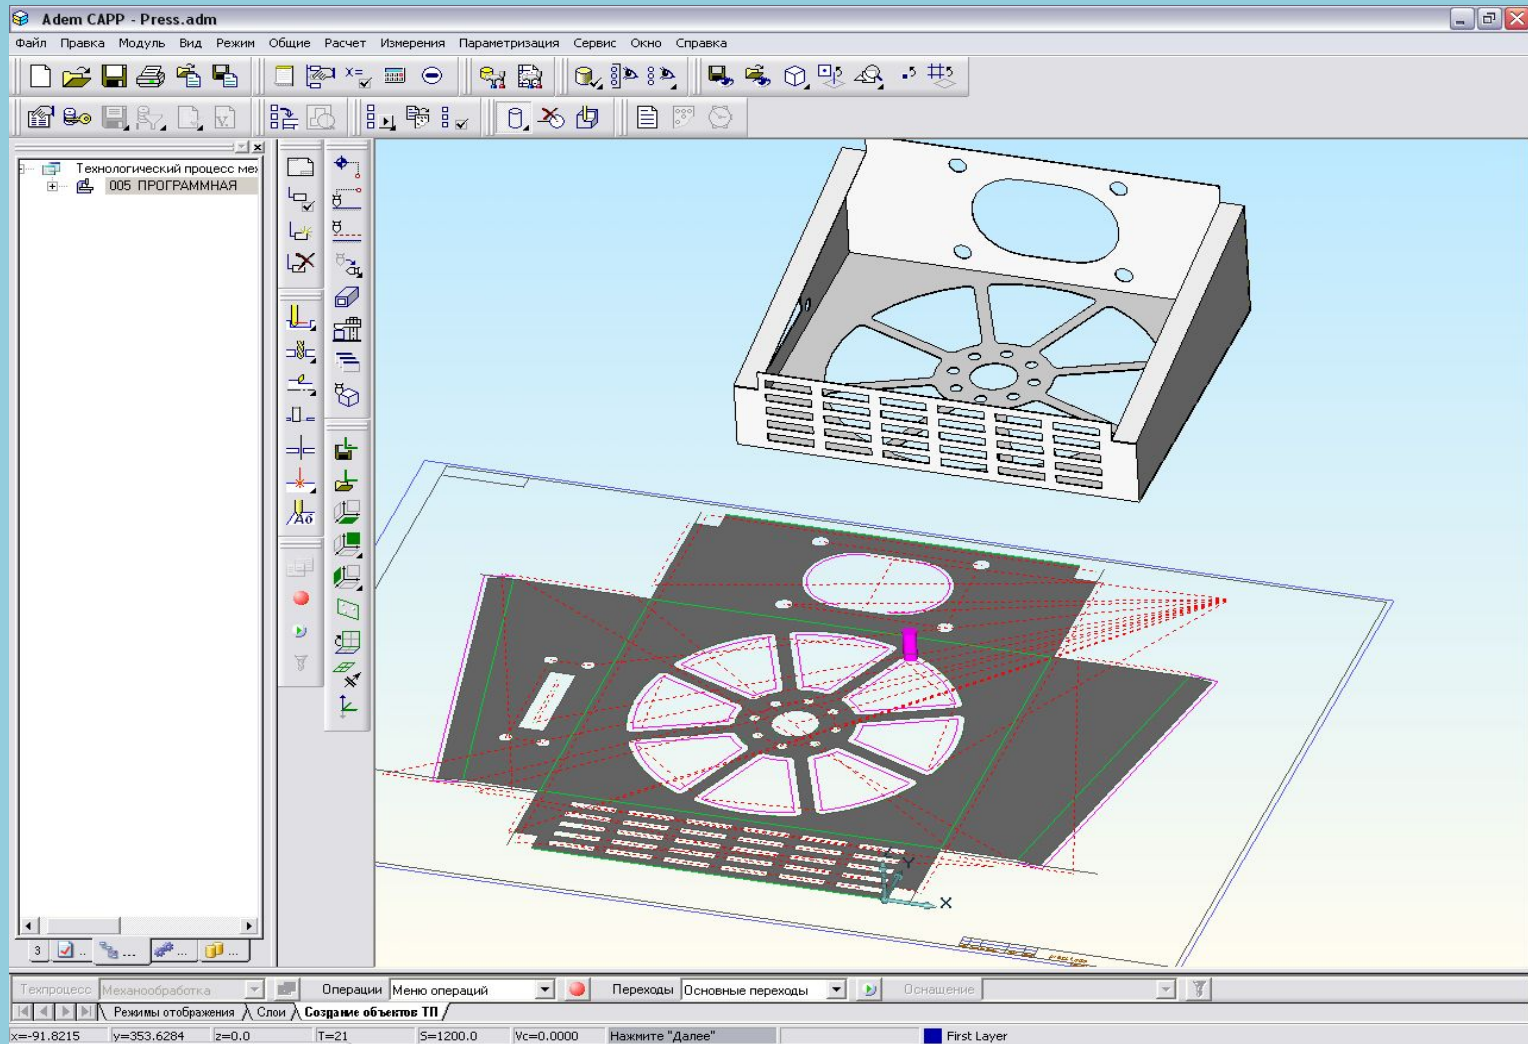 Adem CAPP - Press.adm
Файл Правка Модуль Вид Режим Общие Расчет Измерения Параметризация Сервис Окно Справка
Технологический процесс мех
005 ПРОГРАММНАЯ
X
Y
3
Техпроцесс Механообработка Операции Меню операций Переходы Основные переходы Оснащение
Режимы отображения Слои Создание объектов ТП
x=-91.8215 y=353.6284 z=0.0 T=21 S=1200.0 Vc=0.0000 Нажмите "Далее" First Layer